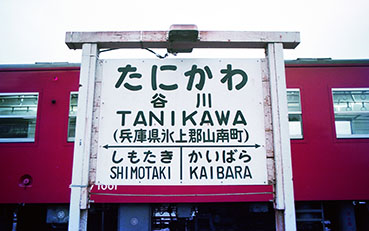 たにかわ
谷川
TANIKAWA
(兵庫県氷上郡山南町)
しもたき かいばら
SHIMOTAKI KAIBARA
1001